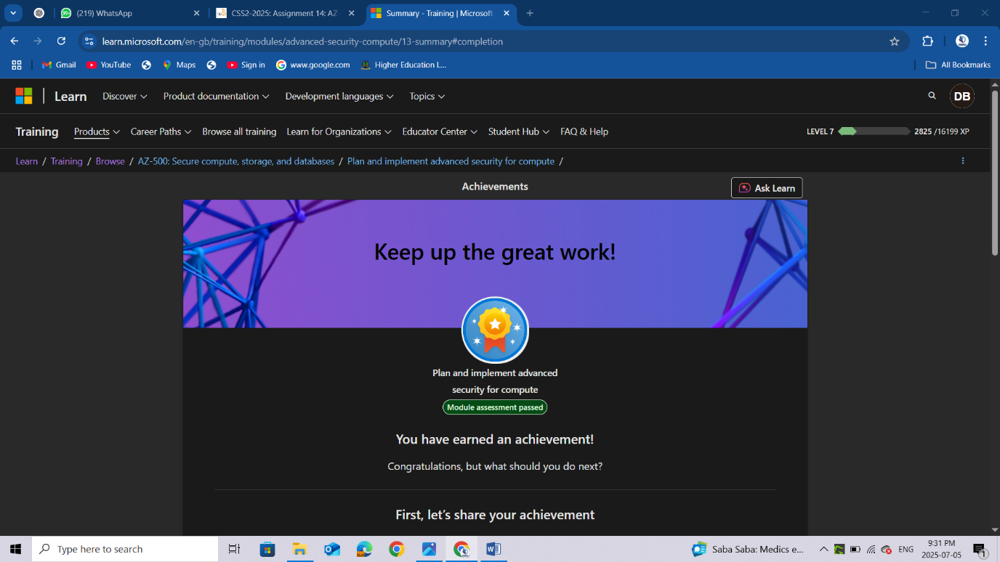 (219) WhatsApp
CSS2-2025: Assignment 14: AZ
Summary - Training | Microsoft
learn.microsoft.com/en-gb/training/modules/advanced-security-compute/13-summary#completion
Gmail YouTube Maps Sign in www.google.com Higher Education L... All Bookmarks
Learn Discover Product documentation Development languages Topics DB
Training Products Career Paths Browse all training Learn for Organizations Educator Center Student Hub FAQ & Help LEVEL 7 2825 /16199 XP
Learn / Training / Browse / AZ-500: Secure compute, storage, and databases / Plan and implement advanced security for compute /
Achievements
Ask Learn
Keep up the great work!
Plan and implement advanced
security for compute
Module assessment passed
You have earned an achievement!
Congratulations, but what should you do next?
First, let’s share your achievement
Type here to search
Saba Saba: Medics e...
ENG
9:31 PM
2025-07-05
1